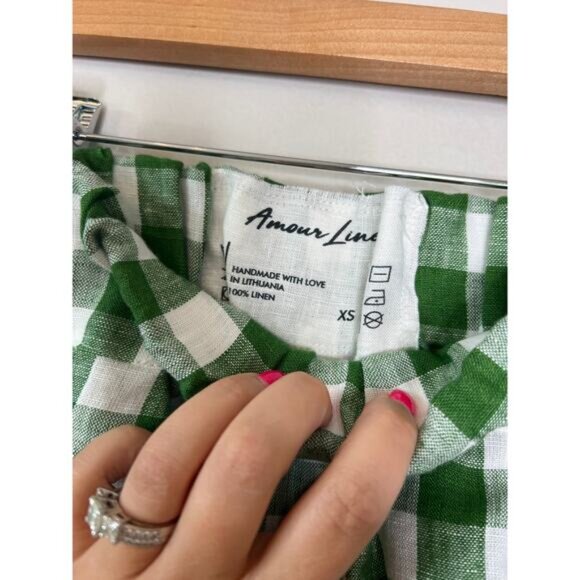 Amour Line
HANDMADE WITH LOVE
IN LITHUANIA
100% LINEN
XS